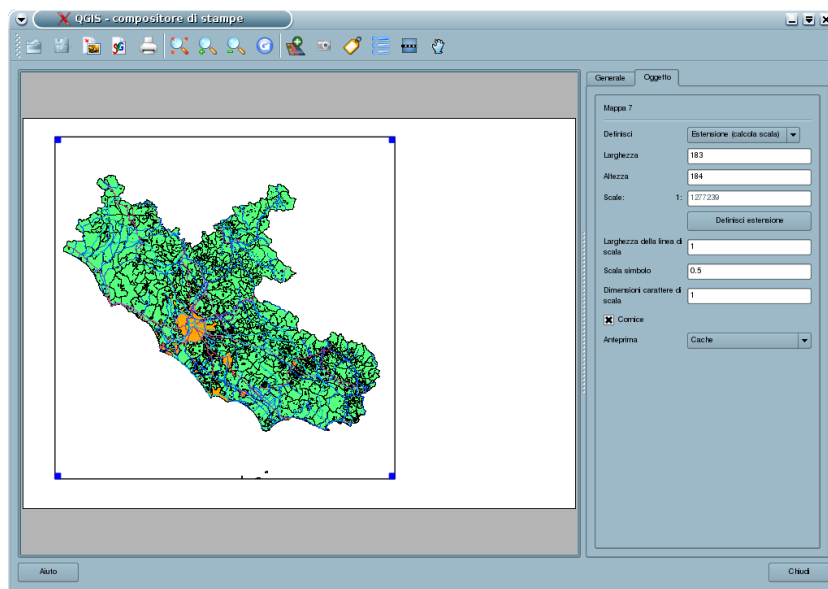 QGIS - compositore di stampe
Generale
Oggetto
Mappa 7
Definisci
Estensione (calcola scala)
Larghezza
183
Altezza
184
Scale:
1:
1277239
Definisci estensione
Larghezza della linea di
scala
1
Scala simbolo
0.5
Dimensioni carattere di
scala
1
Cornice
Anteprima
Cache
Aiuto
Chiudi